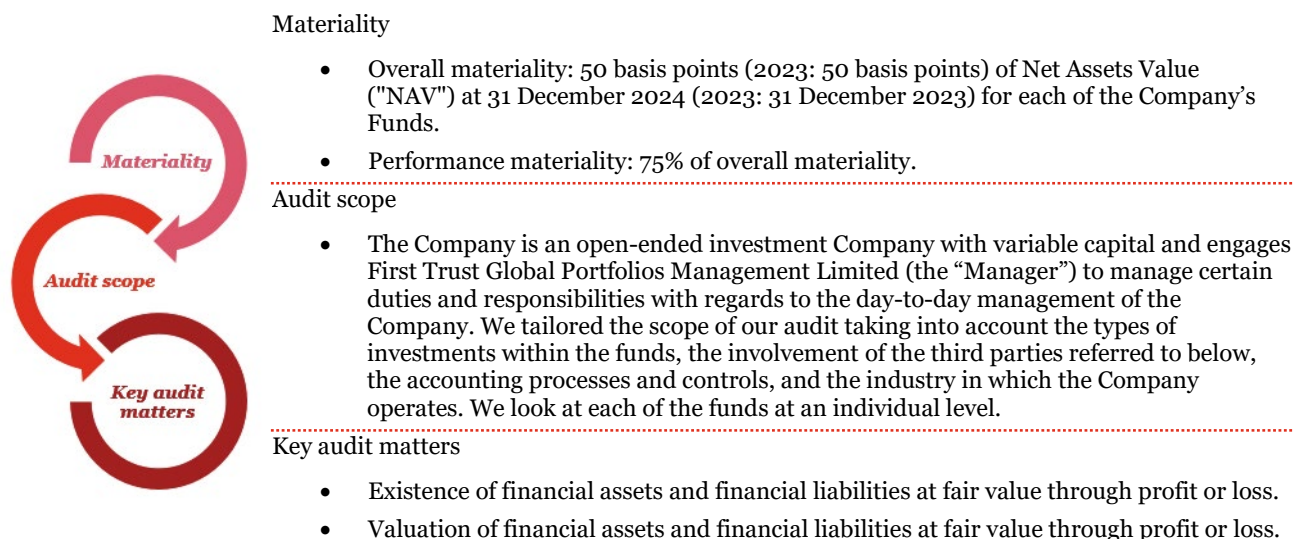 Materiality
• Overall materiality: 50 basis points (2023: 50 basis points) of Net Assets Value
("NAV") at 31 December 2024 (2023: 31 December 2023) for each of the Company’s
Funds.
• Performance materiality: 75% of overall materiality.
Materiality
Audit scope
• The Company is an open-ended investment Company with variable capital and engages
First Trust Global Portfolios Management Limited (the “Manager”) to manage certain
duties and responsibilities with regards to the day-to-day management of the
Company. We tailored the scope of our audit taking into account the types of
investments within the funds, the involvement of the third parties referred to below,
the accounting processes and controls, and the industry in which the Company
operates. We look at each of the funds at an individual level.
Audit scope
Key audit
matters
Key audit matters
• Existence of financial assets and financial liabilities at fair value through profit or loss.
• Valuation of financial assets and financial liabilities at fair value through profit or loss.